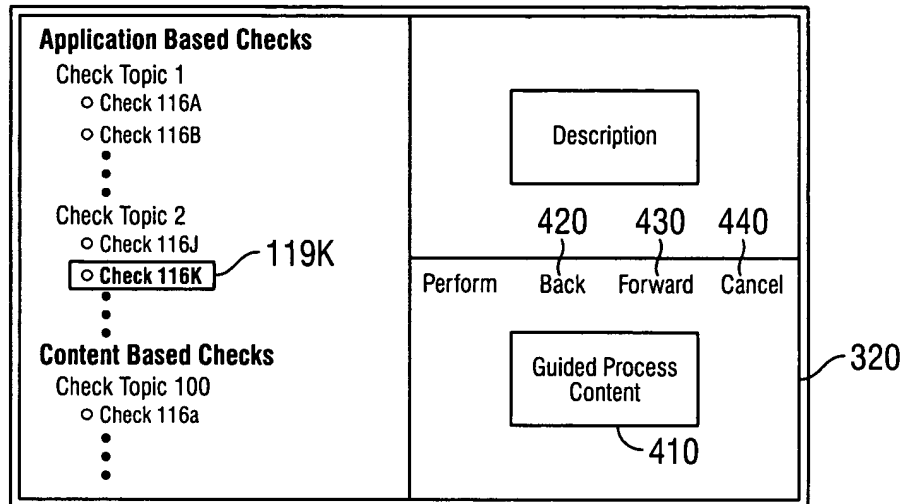 Application Based Checks
Check Topic 1
Check 116A
Check 116B
Description
Check Topic 2
420 430 440
Check 116J
119K
Check 116K
Perform Back Forward Cancel
Content Based Checks
Check Topic 100
Check 116a
Guided Process
Content
320
410